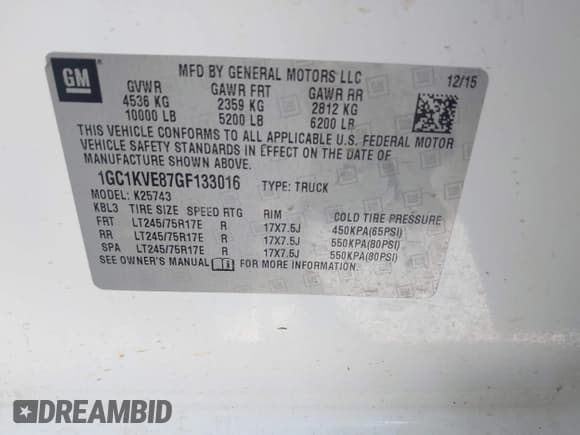 GM
MFD BY GENERAL MOTORS LLC 12/15
GVWR GAWR FRT GAWR RR
4536 KG 2359 KG 2812 KG
10000 LB 5200 LB 6200 LB
THIS VEHICLE CONFORMS TO ALL APPLICABLE U.S. FEDERAL MOTOR
VEHICLE SAFETY STANDARDS IN EFFECT ON THE DATE OF
MANUFACTURE SHOWN ABOVE.
1GC1KVE87GF133016 TYPE: TRUCK
MODEL: K25743
KBL3 TIRE SIZE SPEED RTG RIM COLD TIRE PRESSURE
FRT LT245/75R17E R 17X7.5J 450KPA(65PSI)
RR LT245/75R17E R 17X7.5J 550KPA(80PSI)
SPA LT245/75R17E R 17X7.5J 550KPA(80PSI)
SEE OWNER'S MANUAL FOR MORE INFORMATION.
DREAMBID